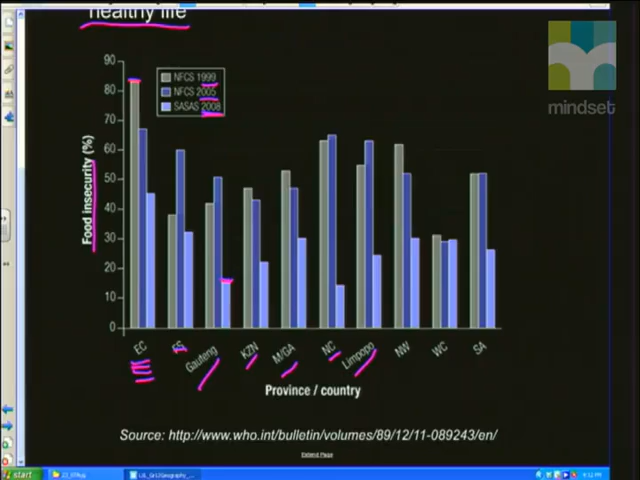 healthy life
mindset
NFCS 1999
NFCS 2005
SASAS 2008
Food insecurity (%)
90
80
70
60
50
40
30
20
10
0
EC
FS
Gauteng
KZN
M/GA
NC
Limpopo
NW
WC
SA
Province / country
Source: http://www.who.int/bulletin/volumes/89/12/11-089243/en/
Extend Page
start